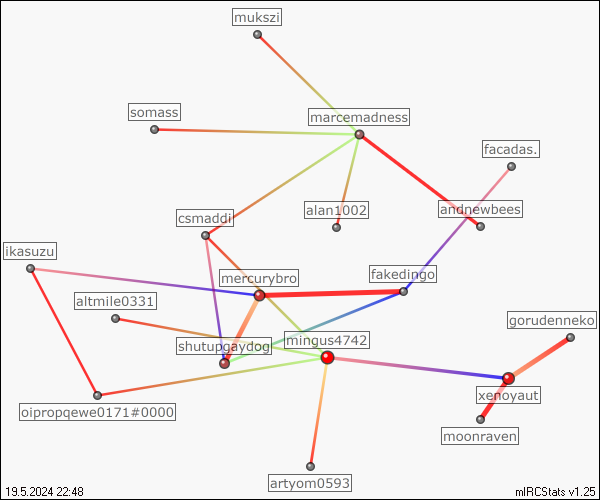 mukszi
somass
marcemadness
facadas.
alan1002
andnewbees
csmaddi
ikasuzu
mercurybro
fakedingo
altmile0331
gorudenneko
shutupgaydog
mingus4742
xenoyaut
oipropqewe0171#0000
moonraven
artyom0593
19.5.2024 22:48
mIRCStats v1.25